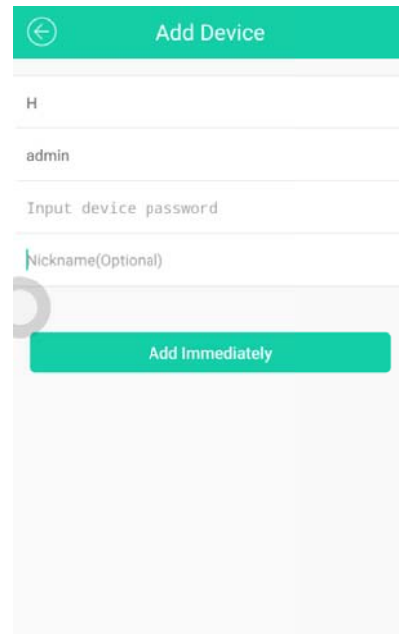 Add Device
H
admin
Input device password
Nickname(Optional)
Add Immediately